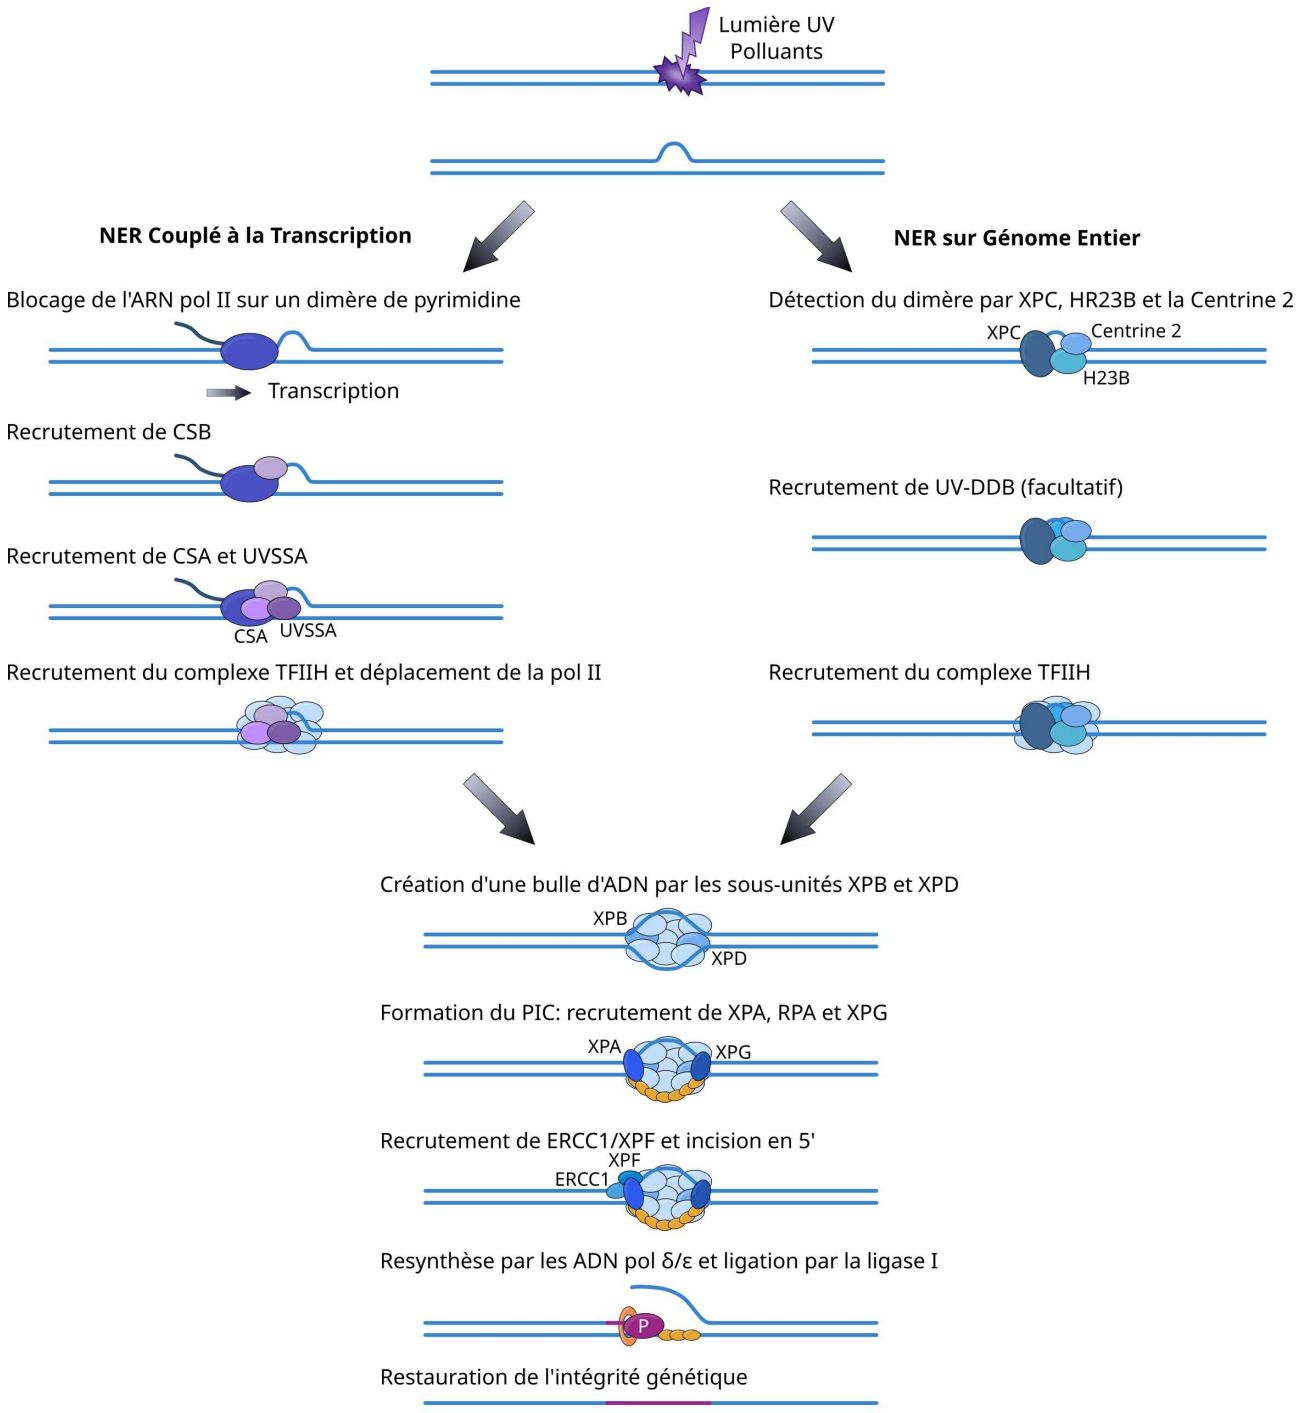 Lumière UV
Polluants
NER Couplé à la Transcription
Blocage de l'ARN pol II sur un dimère de pyrimidine
Transcription
Recrutement de CSB
Recrutement de CSA et UVSSA
CSA
UVSSA
Recrutement du complexe TFIIH et déplacement de la pol II
NER sur Génome Entier
Détection du dimère par XPC, HR23B et la Centrine 2
XPC
Centrine 2
H23B
Recrutement de UV-DDB (facultatif)
Recrutement du complexe TFIIH
Création d'une bulle d'ADN par les sous-unités XPB et XPD
XPB
XPD
Formation du PIC: recrutement de XPA, RPA et XPG
XPA
XPG
Recrutement de ERCC1/XPF et incision en 5'
XPF
ERCC1
Resynthèse par les ADN pol δ/ε et ligation par la ligase I
P
Restauration de l'intégrité génétique